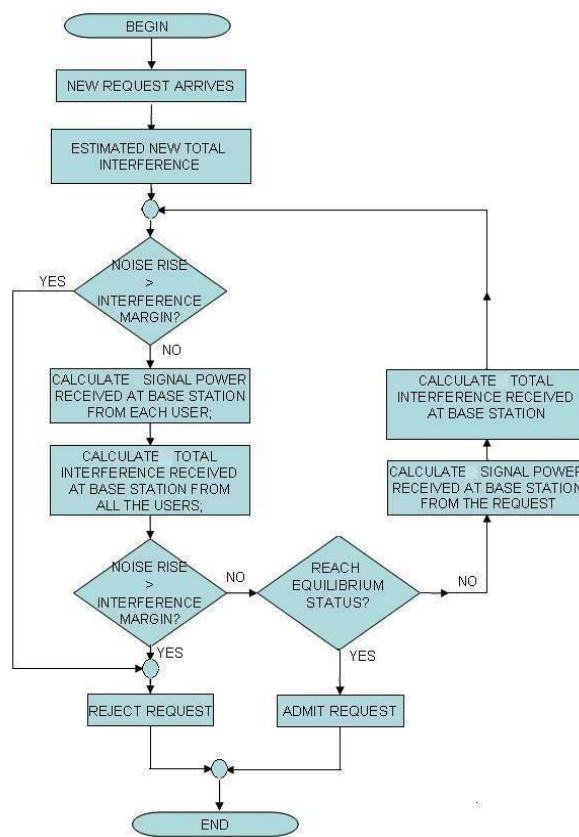 BEGIN
NEW REQUEST ARRIVES
ESTIMATED NEW TOTAL
INTERFERENCE
NOISE RISE
>
INTERFERENCE
MARGIN?
YES
NO
CALCULATE SIGNAL POWER
RECEIVED AT BASE STATION
FROM EACH USER;
CALCULATE TOTAL
INTERFERENCE RECEIVED
AT BASE STATION FROM
ALL THE USERS;
NOISE RISE
>
INTERFERENCE
MARGIN?
NO
YES
REACH
EQUILIBRIUM
STATUS?
NO
YES
CALCULATE SIGNAL POWER
RECEIVED AT BASE STATION
FROM THE REQUEST
CALCULATE TOTAL
INTERFERENCE RECEIVED
AT BASE STATION
REJECT REQUEST
ADMIT REQUEST
END